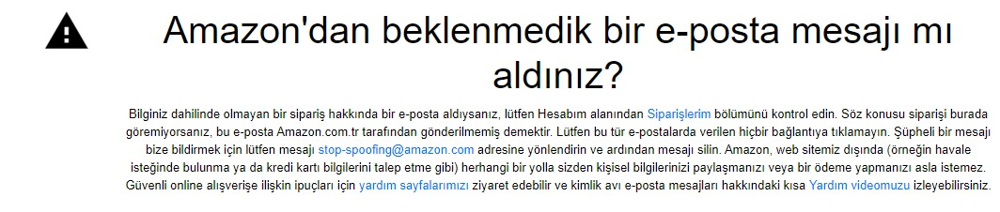 Amazon'dan beklenmedik bir e-posta mesajı mı
aldınız?
Bilginiz dahilinde olmayan bir sipariş hakkında bir e-posta aldıysanız, lütfen Hesabım alanından Siparişlerim bölümünü kontrol edin. Söz konusu siparişi burada
göremiyorsanız, bu e-posta Amazon.com.tr tarafından gönderilmemiş demektir. Lütfen bu tür e-postalarda verilen hiçbir bağlantıya tıklamayın. Şüpheli bir mesajı
bize bildirmek için lütfen mesajı stop-spoofing@amazon.com adresine yönlendirin ve ardından mesajı silin. Amazon, web sitemiz dışında (örneğin havale
isteğinde bulunma ya da kredi kartı bilgilerini talep etme gibi) herhangi bir yolla sizden kişisel bilgilerinizi paylaşmanızı veya bir ödeme yapmanızı asla istemez.
Güvenli online alışverişe ilişkin ipuçları için yardım sayfalarımızı ziyaret edebilir ve kimlik avı e-posta mesajları hakkındaki kısa Yardım videomuzu izleyebilirsiniz.